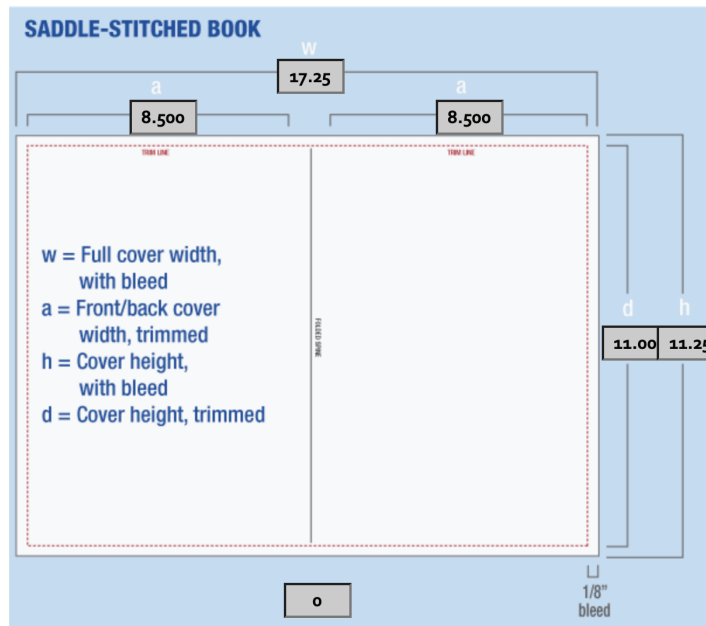 SADDLE-STITCHED BOOK
w
17.25
a a
8.500 8.500
TRIM LINE TRIM LINE
w = Full cover width,
with bleed
a = Front/back cover
width, trimmed
h = Cover height,
with bleed
d = Cover height, trimmed
FOLDED SPINE
d h
11.00 11.25
1/8"
bleed
0